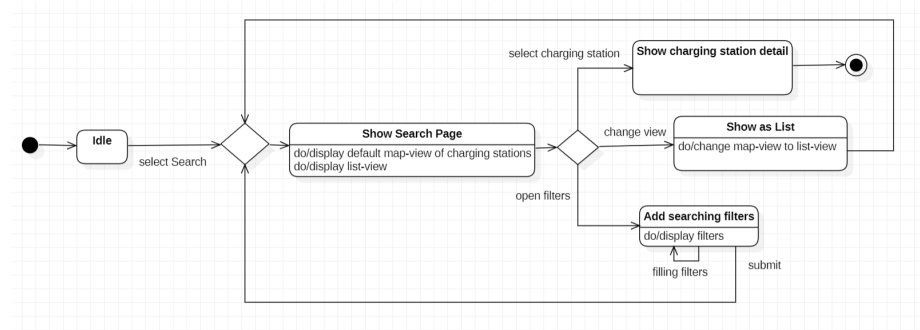 Show charging station detail
select charging station
Idle
select Search
Show Search Page
do/display default map-view of charging stations
do/display list-view
change view
Show as List
do/change map-view to list-view
open filters
Add searching filters
do/display filters
filling filters
submit